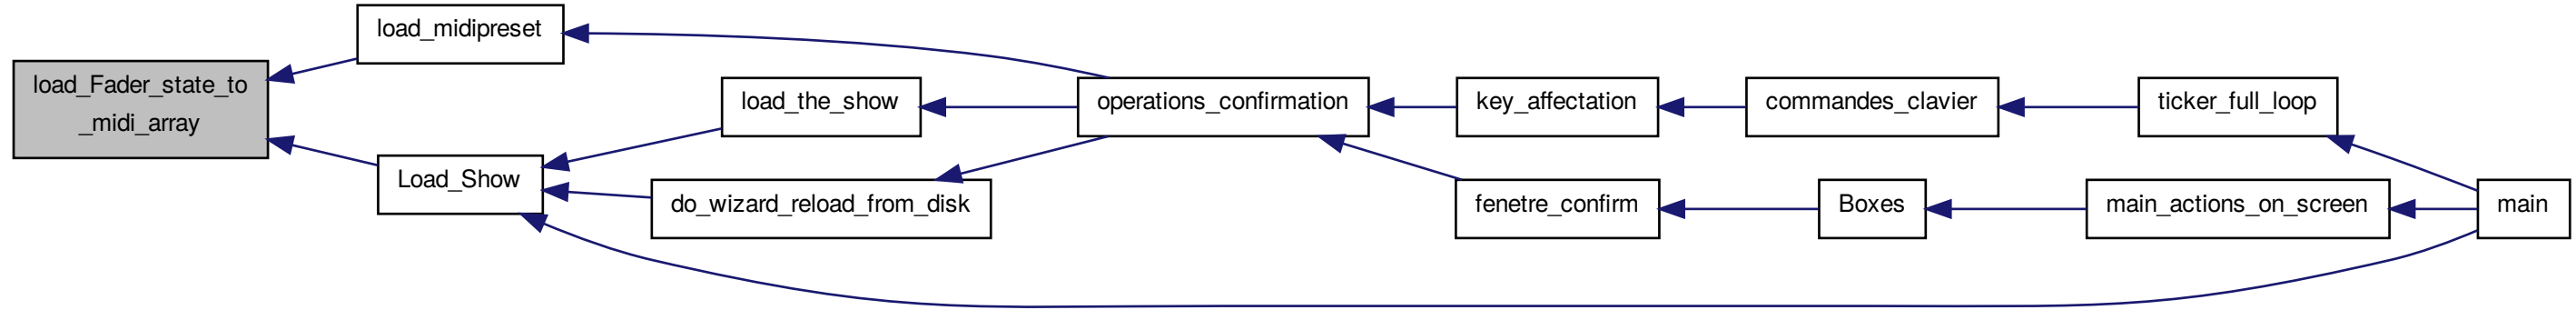 load_Fader_state_to
_midi_array
load_midipreset
Load_Show
load_the_show
do_wizard_reload_from_disk
operations_confirmation
key_affectation
fenetre_confirm
commandes_clavier
Boxes
ticker_full_loop
main_actions_on_screen
main